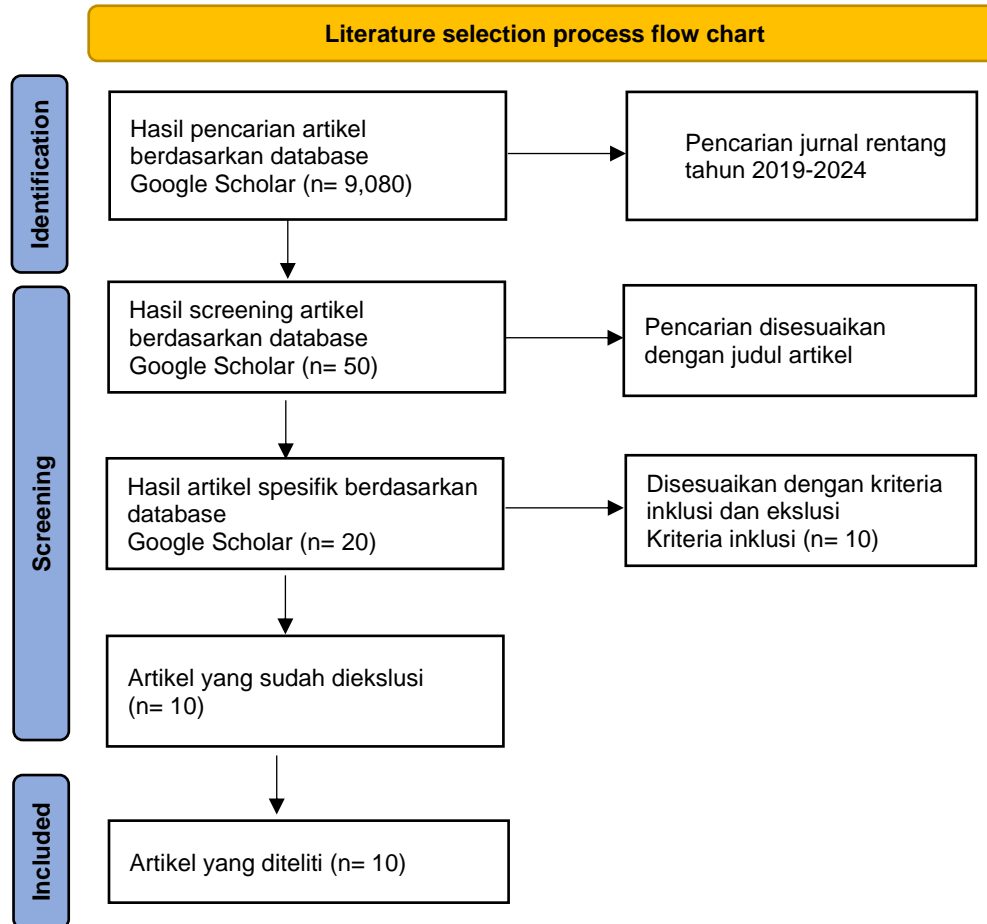 Literature selection process flow chart
Identification
Hasil pencarian artikel
berdasarkan database
Google Scholar (n= 9,080)
Pencarian jurnal rentang
tahun 2019-2024
Screening
Hasil screening artikel
berdasarkan database
Google Scholar (n= 50)
Pencarian disesuaikan
dengan judul artikel
Hasil artikel spesifik berdasarkan
database
Google Scholar (n= 20)
Disesuaikan dengan kriteria
inklusi dan ekslusi
Kriteria inklusi (n= 10)
Artikel yang sudah diekslusi
(n= 10)
Included
Artikel yang diteliti (n= 10)